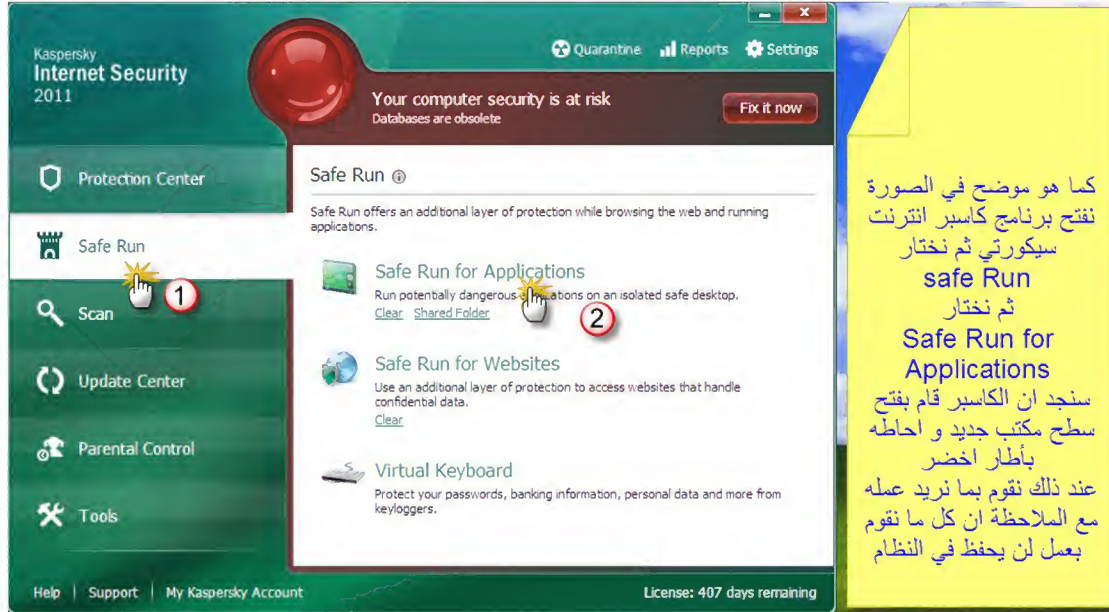 Kaspersky
Internet Security
2011
Quarantine
Reports
Settings
Your computer security is at risk
Databases are obsolete
Fix it now
Protection Center
Safe Run
Scan
Update Center
Parental Control
Tools
1
Safe Run
Safe Run offers an additional layer of protection while browsing the web and running
applications.
Safe Run for Applications
Run potentially dangerous applications on an isolated safe desktop.
Clear Shared Folder
2
Safe Run for Websites
Use an additional layer of protection to access websites that handle
confidential data.
Clear
Virtual Keyboard
Protect your passwords, banking information, personal data and more from
keyloggers.
Help | Support | My Kaspersky Account
License: 407 days remaining
كما هو موضح في الصورة
نفتح برنامج كاسبر انترنت
سيكورتي ثم نختار
safe Run
ثم نختار
Safe Run for
Applications
سنجد ان الكاسبر قام بفتح
سطح مكتب جديد و احاطه
بأطار اخضر
عند ذلك نقوم بما نريد عمله
مع الملاحظة ان كل ما نقوم
بعمل لن يحفظ في النظام